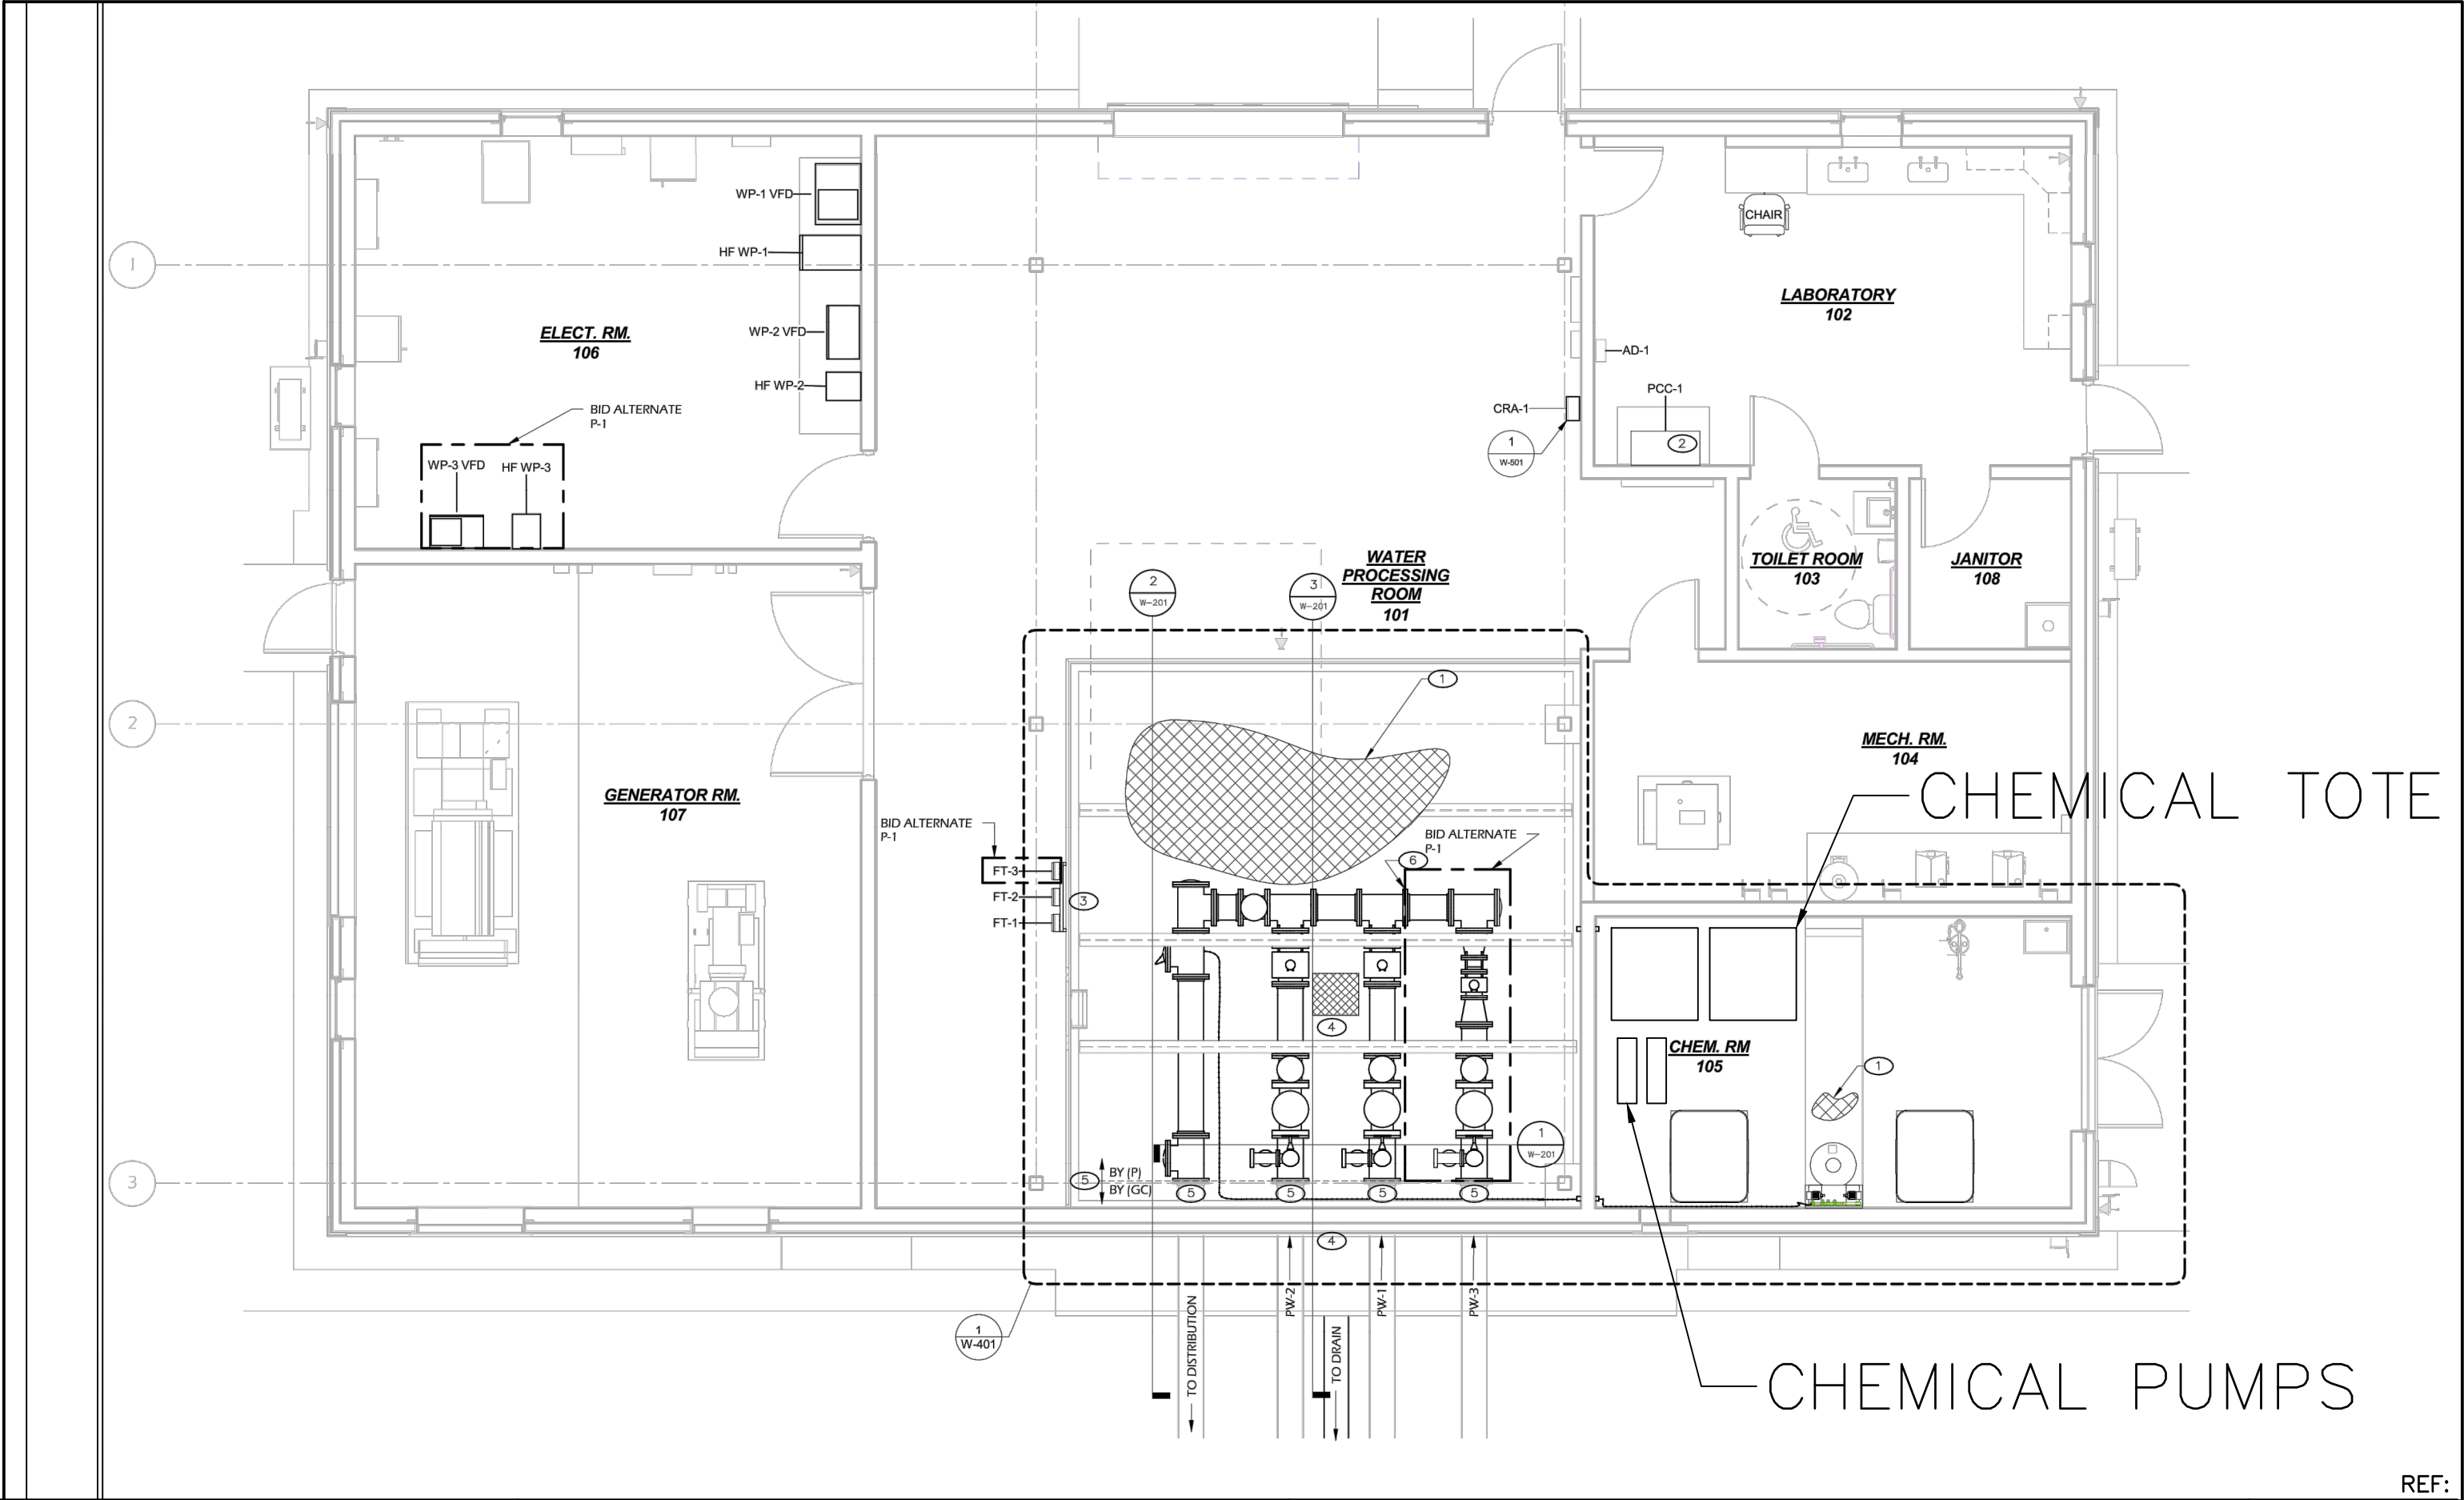 WP-1 VFD
HF WP-1
WP-2 VFD
HF WP-2
ELECT. RM.
106
BID ALTERNATE
P-1
WP-3 VFD
HF WP-3
1
2
3
CHAIR
LABORATORY
102
AD-1
PCC-1
2
CRA-1
1
W-501
WATER
PROCESSING
ROOM
101
2
W-201
3
W-201
TOILET ROOM
103
JANITOR
108
1
MECH. RM.
104
CHEMICAL TOTE
GENERATOR RM.
107
BID ALTERNATE
P-1
FT-3
FT-2
FT-1
3
BID ALTERNATE
P-1
6
4
CHEM. RM
105
1
1
W-201
BY (P)
5
BY (GC)
5
5
5
5
4
1
W-401
TO DISTRIBUTION
PW-2
TO DRAIN
PW-1
PW-3
CHEMICAL PUMPS
REF: